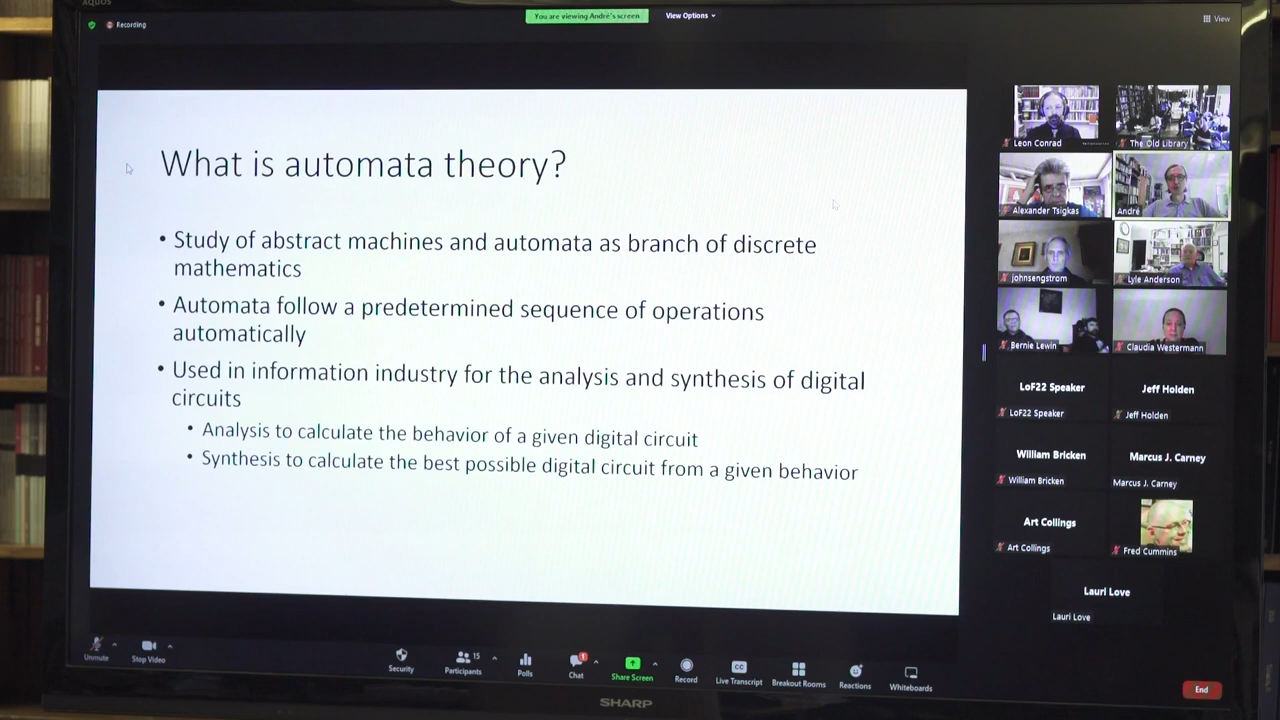 AQUOS
Recording
You are viewing André's screen
View Options
View
What is automata theory?
• Study of abstract machines and automata as branch of discrete
mathematics
• Automata follow a predetermined sequence of operations
automatically
• Used in information industry for the analysis and synthesis of digital
circuits
• Analysis to calculate the behavior of a given digital circuit
• Synthesis to calculate the best possible digital circuit from a given behavior
Leon Conrad
The Old Library
Alexander Tsigkas
André
johnsengstrom
Lyle Anderson
Bernie Lewin
Claudia Westermann
LoF22 Speaker
LoF22 Speaker
Jeff Holden
Jeff Holden
William Bricken
William Bricken
Marcus J. Carney
Marcus J. Carney
Art Collings
Art Collings
Fred Cummins
Lauri Love
Lauri Love
Unmute
Stop Video
Security
Participants
15
Polls
Chat
1
Share Screen
Record
CC
Live Transcript
Breakout Rooms
Reactions
Whiteboards
End
SHARP